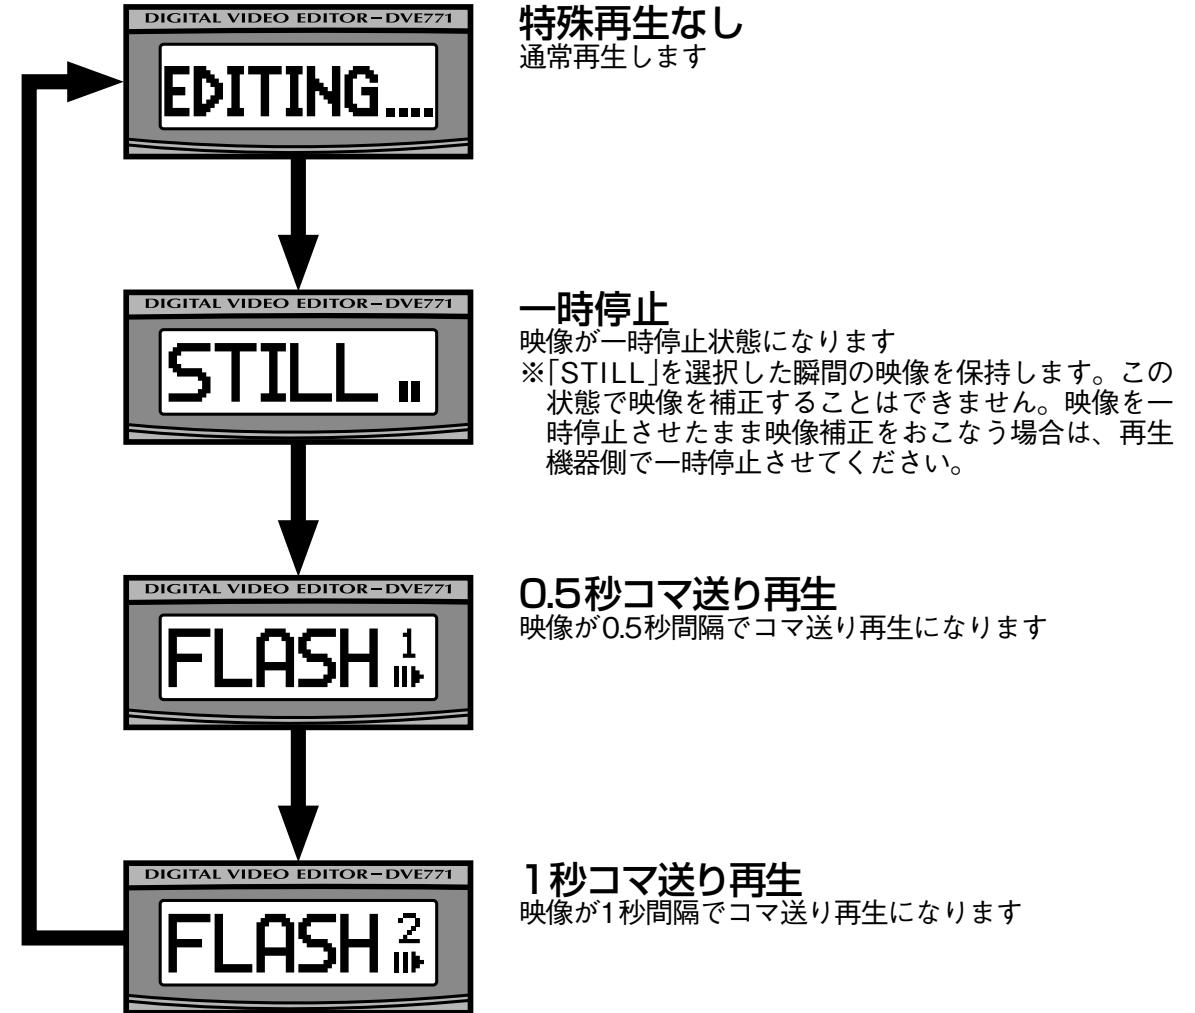 DIGITAL VIDEO EDITOR-DVE771
EDITING....
特殊再生なし
通常再生します
DIGITAL VIDEO EDITOR-DVE771
STILL
一時停止
映像が一時停止状態になります
※「STILL」を選択した瞬間の映像を保持します。この
状態で映像を補正することはできません。映像を一
時停止させたまま映像補正をおこなう場合は、再生
機器側で一時停止させてください。
DIGITAL VIDEO EDITOR-DVE771
FLASH 1
0.5秒コマ送り再生
映像が0.5秒間隔でコマ送り再生になります
DIGITAL VIDEO EDITOR-DVE771
FLASH 2
1秒コマ送り再生
映像が1秒間隔でコマ送り再生になります